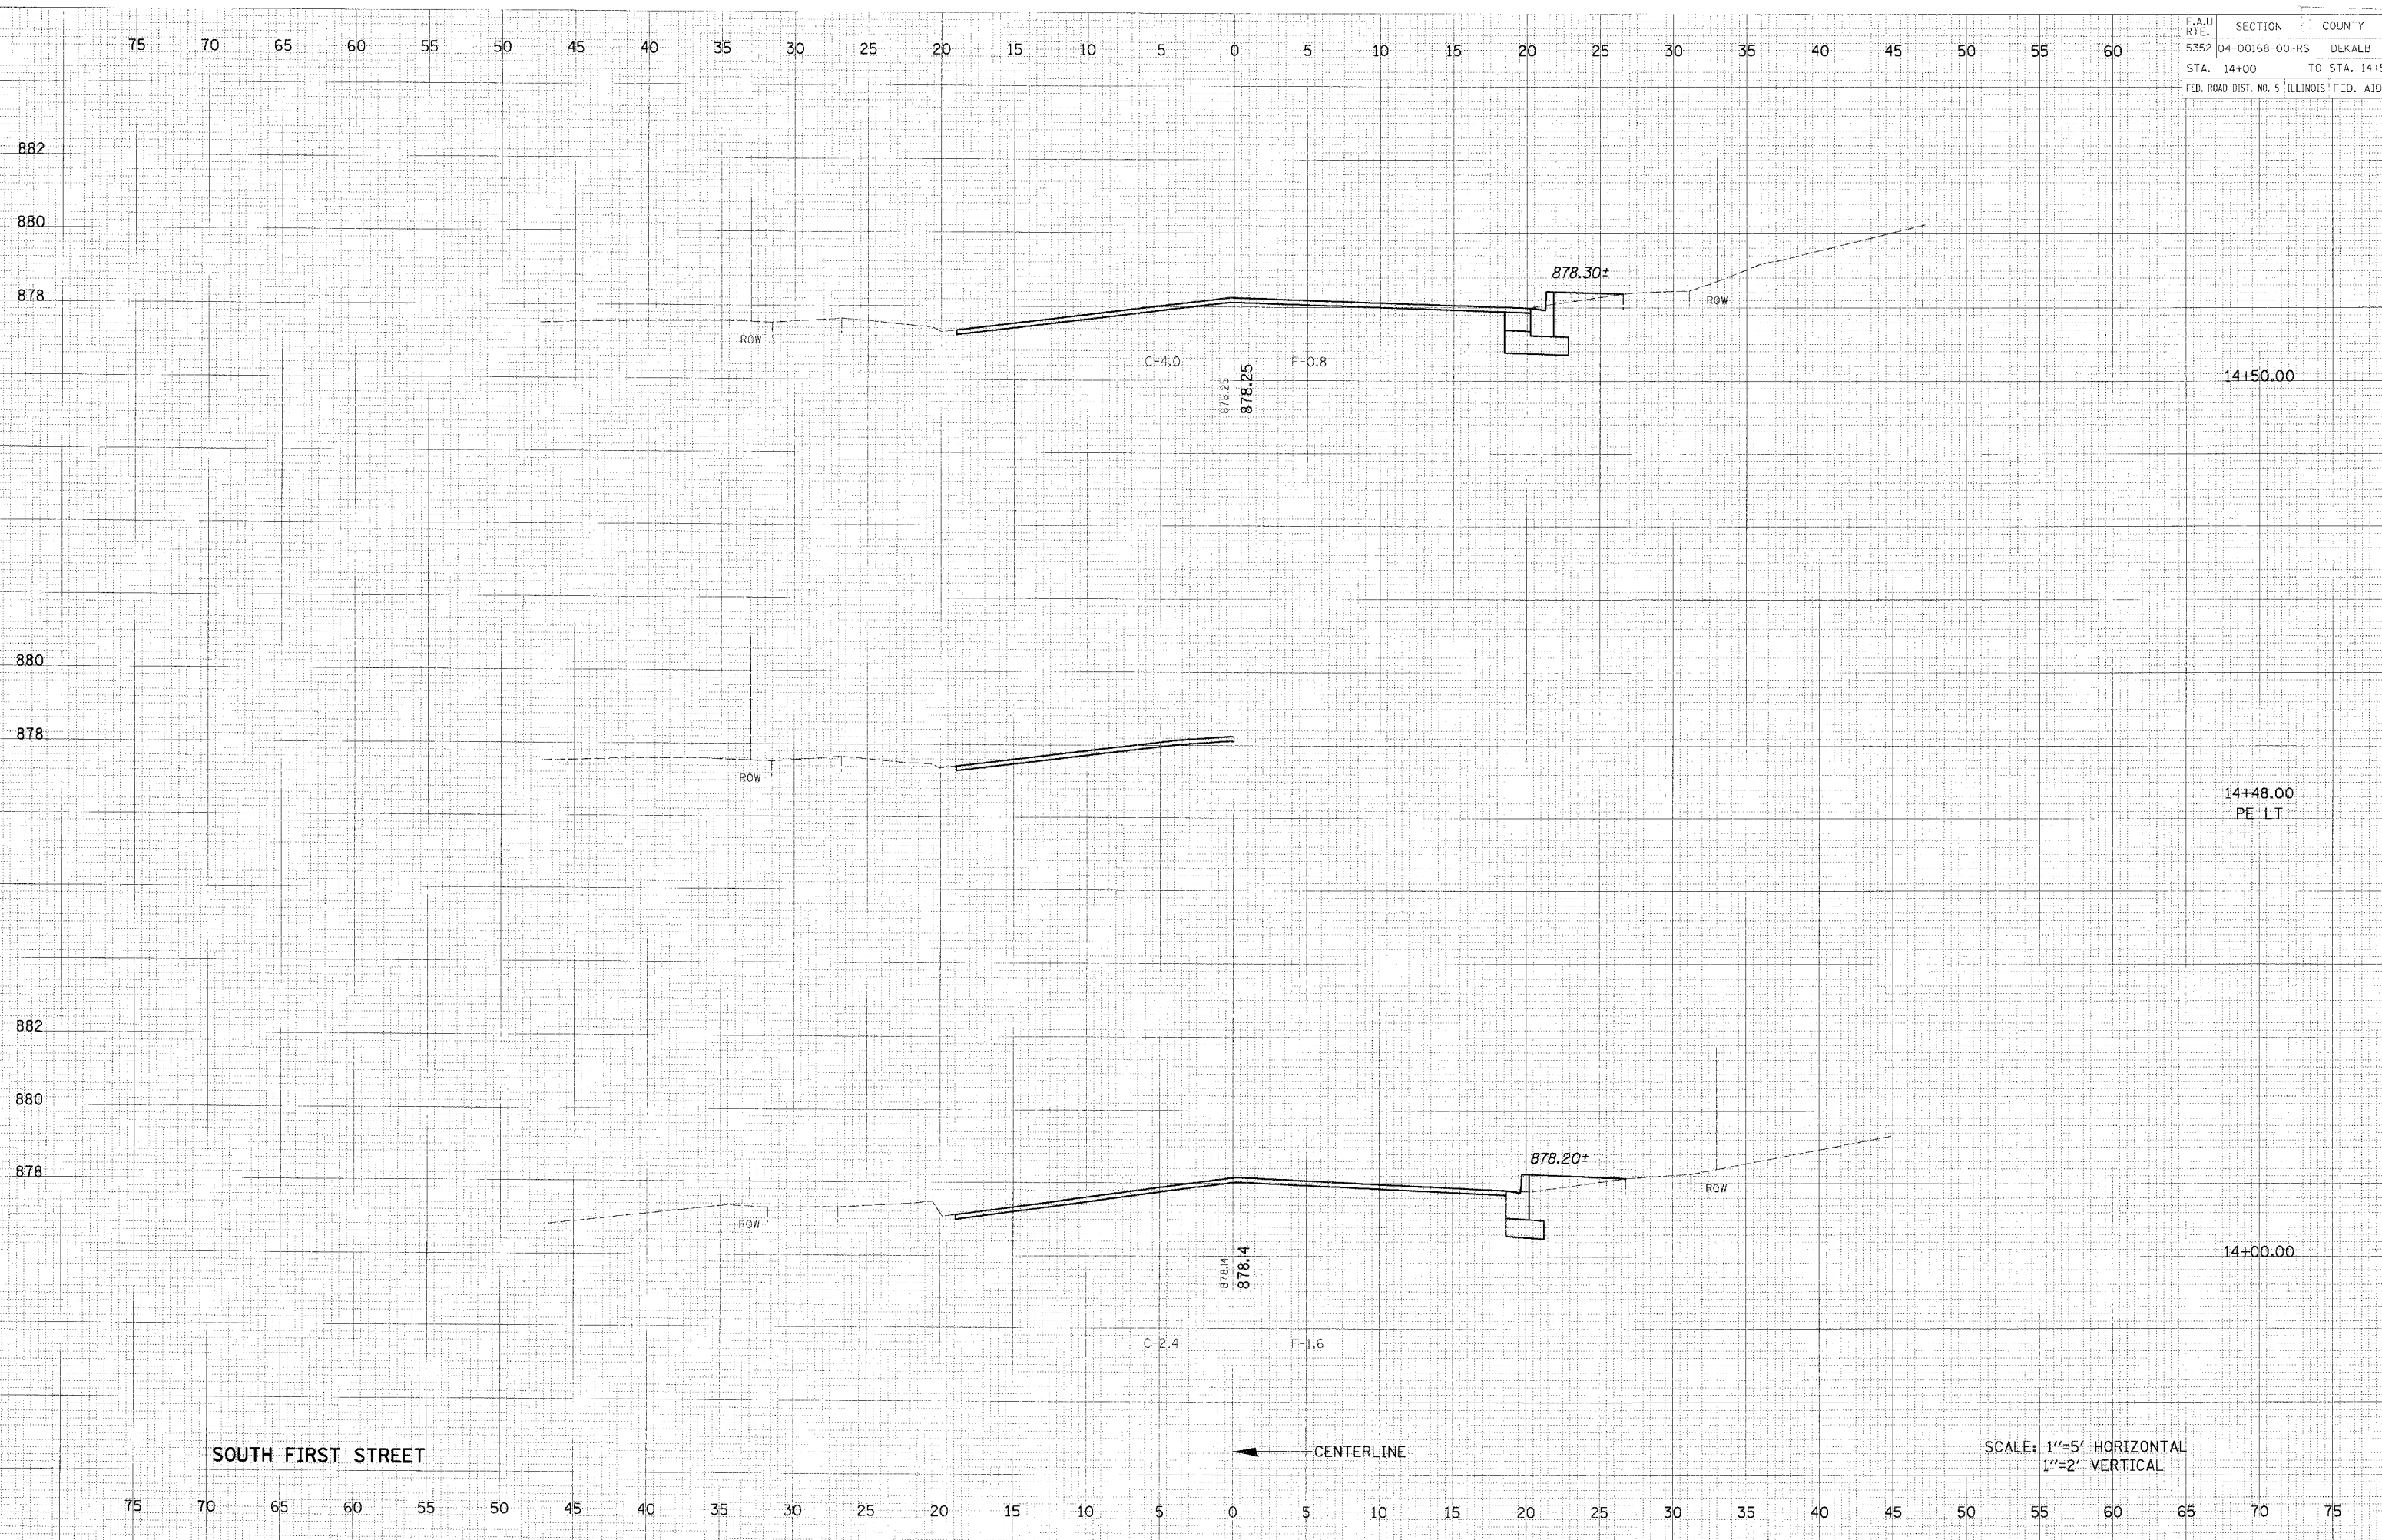 F.A.U RTE. SECTION COUNTY
5352 04-00168-00-RS DEKALB
STA. 14+00 TO STA. 14+5
FED. ROAD DIST. NO. 5 ILLINOIS FED. AID
75 70 65 60 55 50 45 40 35 30 25 20 15 10 5 0 5 10 15 20 25 30 35 40 45 50 55 60
882
880
878
878.30±
ROW
ROW
C-4.0 F-0.8
878.25
878.25
14+50.00
880
878
ROW
14+48.00
PE LT
882
880
878
878.20±
ROW
ROW
878.14
878.14
14+00.00
C-2.4 F-1.6
SOUTH FIRST STREET
CENTERLINE
SCALE: 1"=5' HORIZONTAL
1"=2' VERTICAL
75 70 65 60 55 50 45 40 35 30 25 20 15 10 5 0 5 10 15 20 25 30 35 40 45 50 55 60 65 70 75